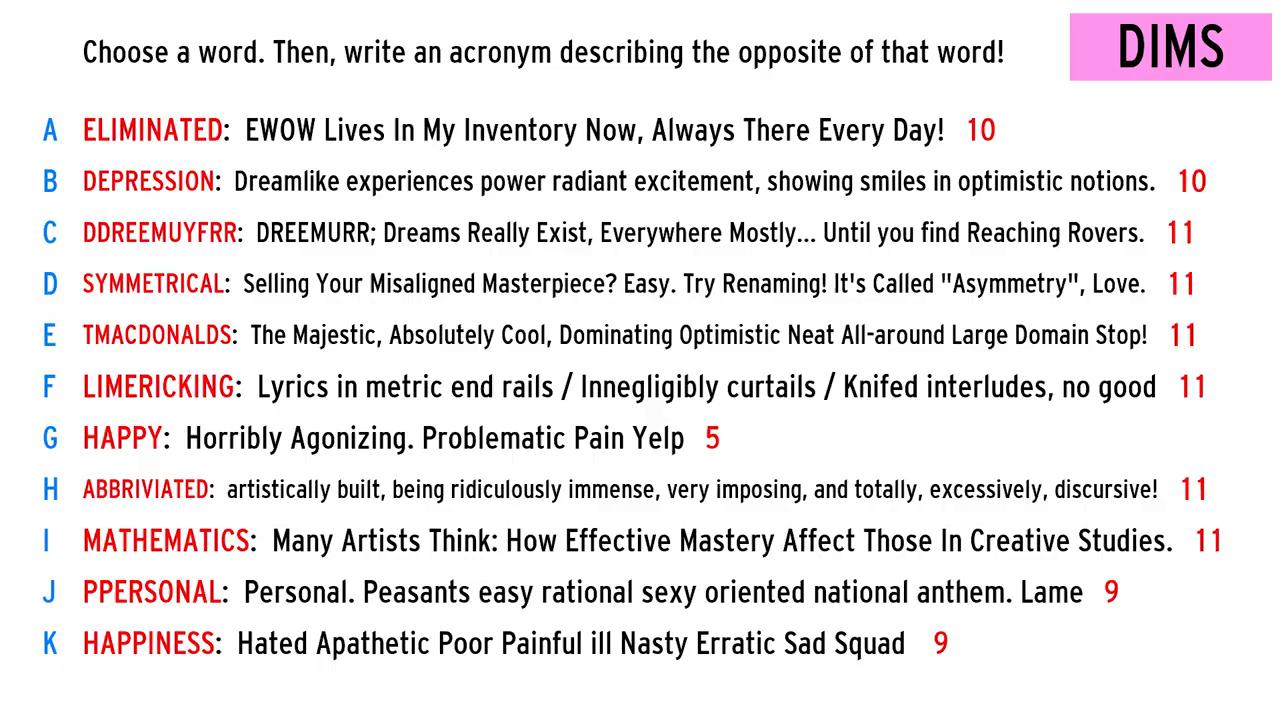 Choose a word. Then, write an acronym describing the opposite of that word!
DIMS
A ELIMINATED: EWOW Lives In My Inventory Now, Always There Every Day! 10
B DEPRESSION: Dreamlike experiences power radiant excitement, showing smiles in optimistic notions. 10
C DDREEMUYFRR: DREEMURR; Dreams Really Exist, Everywhere Mostly... Until you find Reaching Rovers. 11
D SYMMETRICAL: Selling Your Misaligned Masterpiece? Easy. Try Renaming! It's Called "Asymmetry", Love. 11
E TMACDONALDS: The Majestic, Absolutely Cool, Dominating Optimistic Neat All-around Large Domain Stop! 11
F LIMERICKING: Lyrics in metric end rails / Innegligibly curtails / Knifed interludes, no good 11
G HAPPY: Horribly Agonizing. Problematic Pain Yelp 5
H ABBRIVIATED: artistically built, being ridiculously immense, very imposing, and totally, excessively, discursive! 11
I MATHEMATICS: Many Artists Think: How Effective Mastery Affect Those In Creative Studies. 11
J PPERSONAL: Personal. Peasants easy rational sexy oriented national anthem. Lame 9
K HAPPINESS: Hated Apathetic Poor Painful ill Nasty Erratic Sad Squad 9